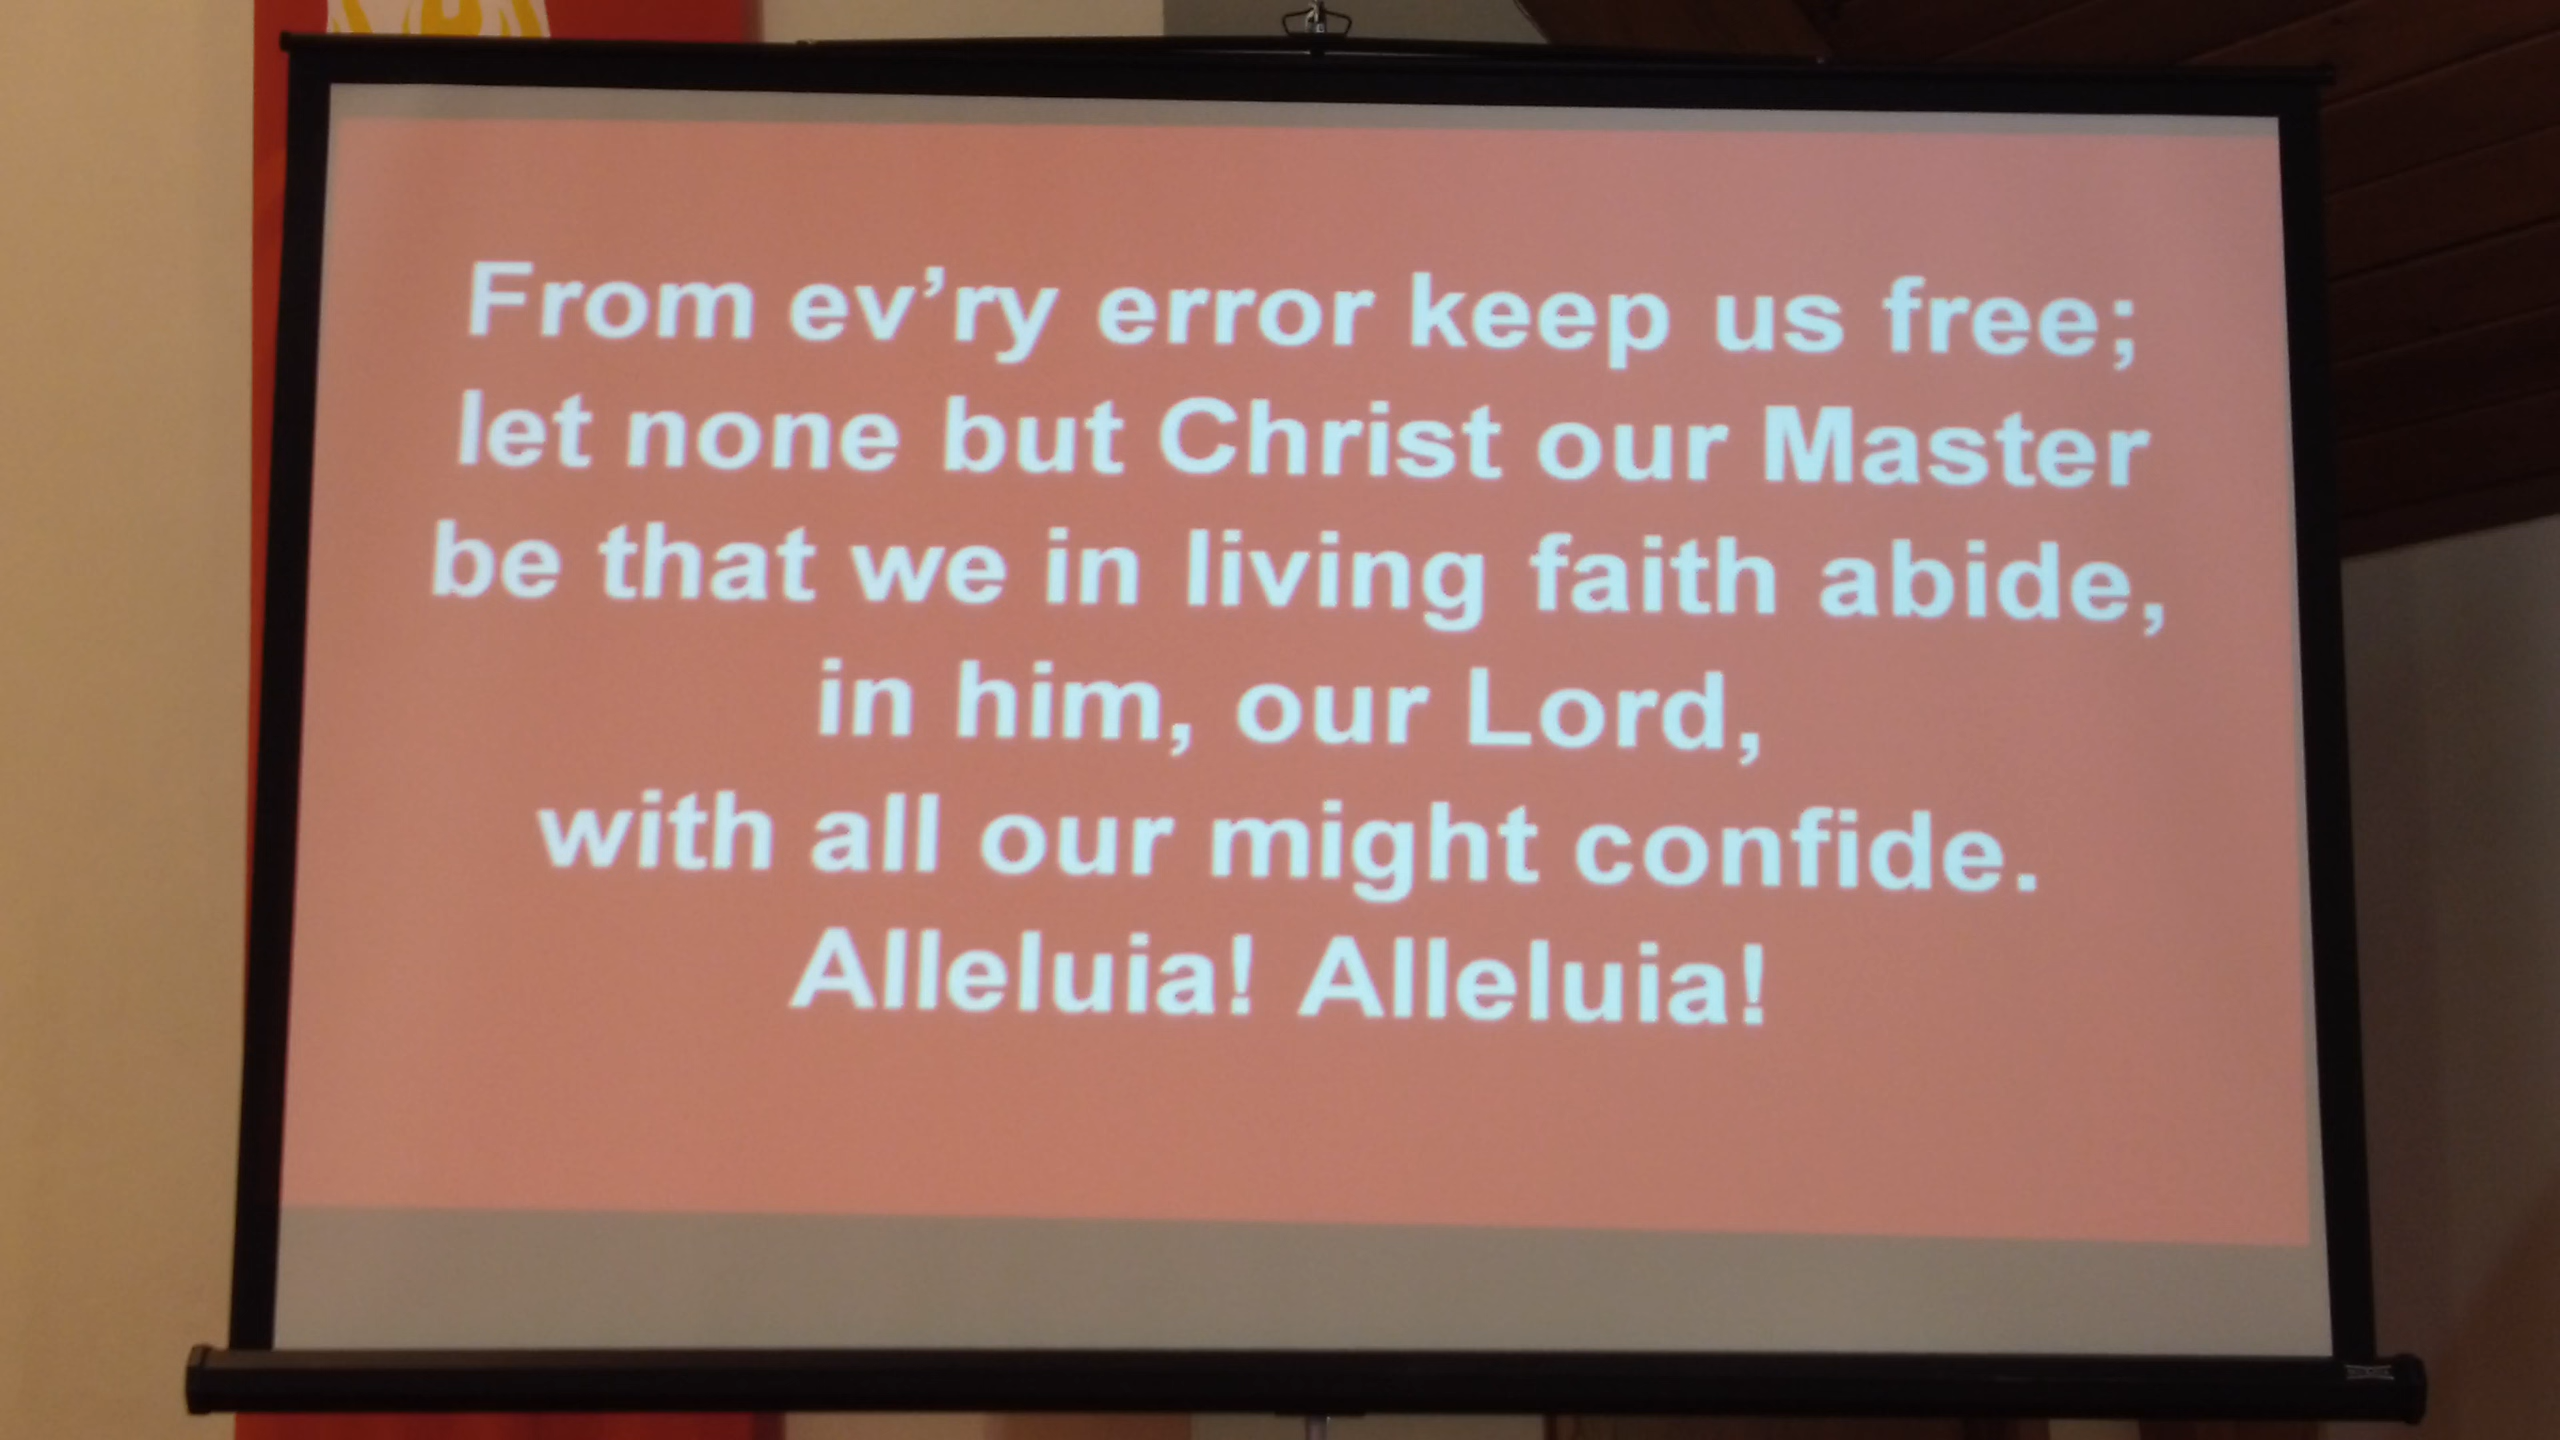 From ev’ry error keep us free;
let none but Christ our Master
be that we in living faith abide,
in him, our Lord,
with all our might confide.
Alleluia! Alleluia!